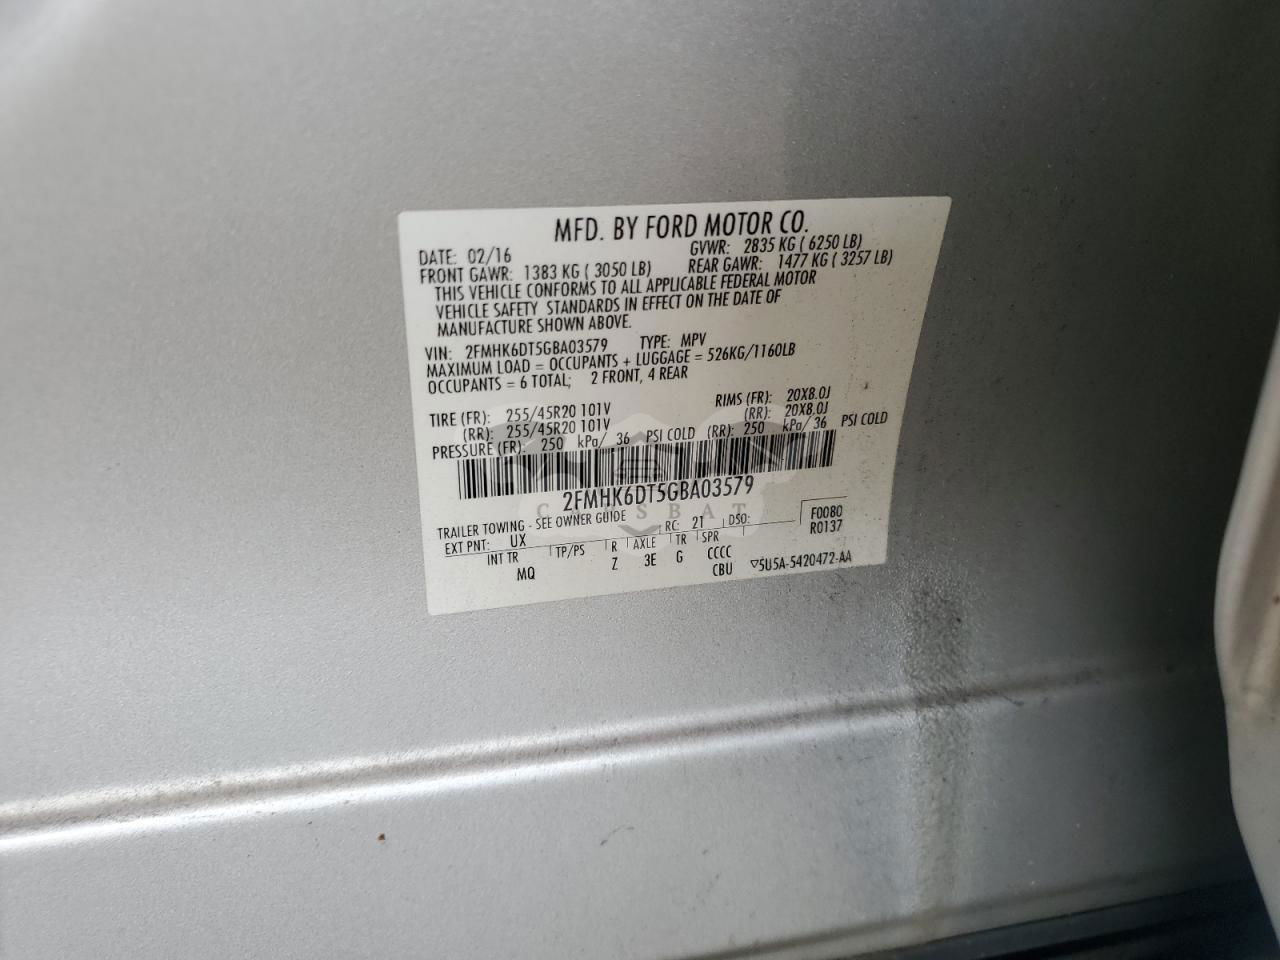 MFD. BY FORD MOTOR CO.
DATE: 02/16 GVWR: 2835 KG ( 6250 LB)
FRONT GAWR: 1383 KG ( 3050 LB) REAR GAWR: 1477 KG ( 3257 LB)
THIS VEHICLE CONFORMS TO ALL APPLICABLE FEDERAL MOTOR
VEHICLE SAFETY STANDARDS IN EFFECT ON THE DATE OF
MANUFACTURE SHOWN ABOVE.
VIN: 2FMHK6DT5GBA03579 TYPE: MPV
MAXIMUM LOAD = OCCUPANTS + LUGGAGE = 526KG/1160LB
OCCUPANTS = 6 TOTAL; 2 FRONT, 4 REAR
TIRE (FR): 255/45R20 101V RIMS (FR): 20X8.0J
(RR): 255/45R20 101V (RR): 20X8.0J
PRESSURE (FR): 250 kPa/ 36 PSI COLD (RR): 250 kPa/ 36 PSI COLD
2FMHK6DT5GBA03579
CARSBAT
TRAILER TOWING - SEE OWNER GUIDE
EXT PNT: UX RC: 21 DSO: F0080
R0137
INT TR TP/PS R AXLE TR SPR
MQ Z 3E G CCCC
CBU ▽5U5A-5420472-AA